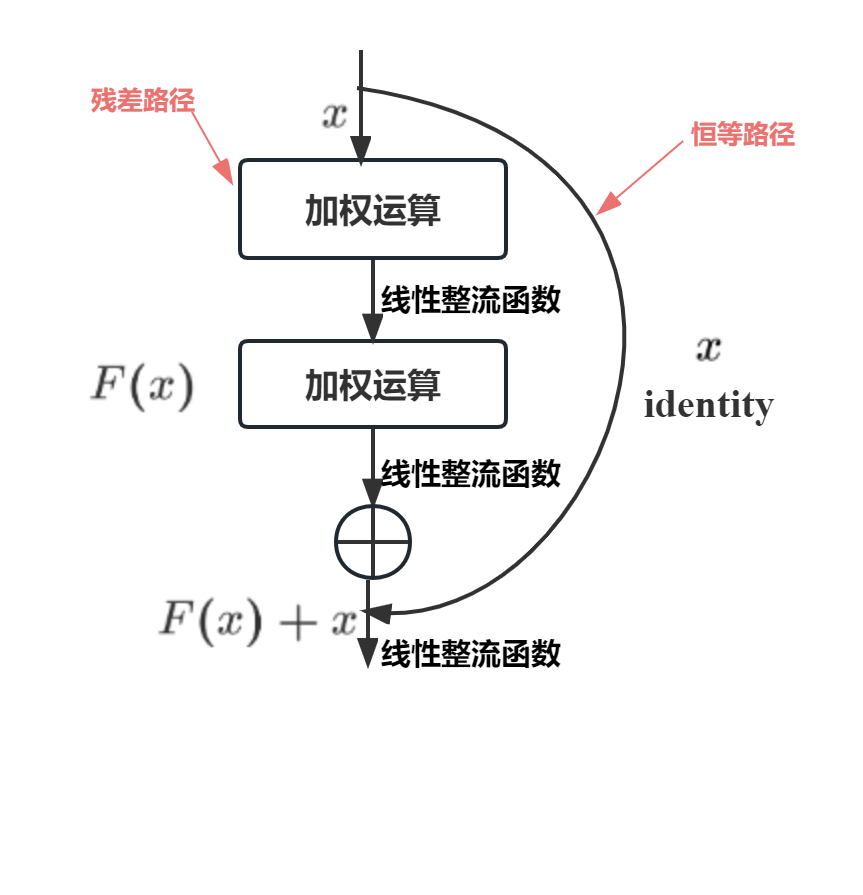 残差路径
x
恒等路径
加权运算
线性整流函数
x
identity
F(x)
加权运算
线性整流函数
F(x) + x
线性整流函数